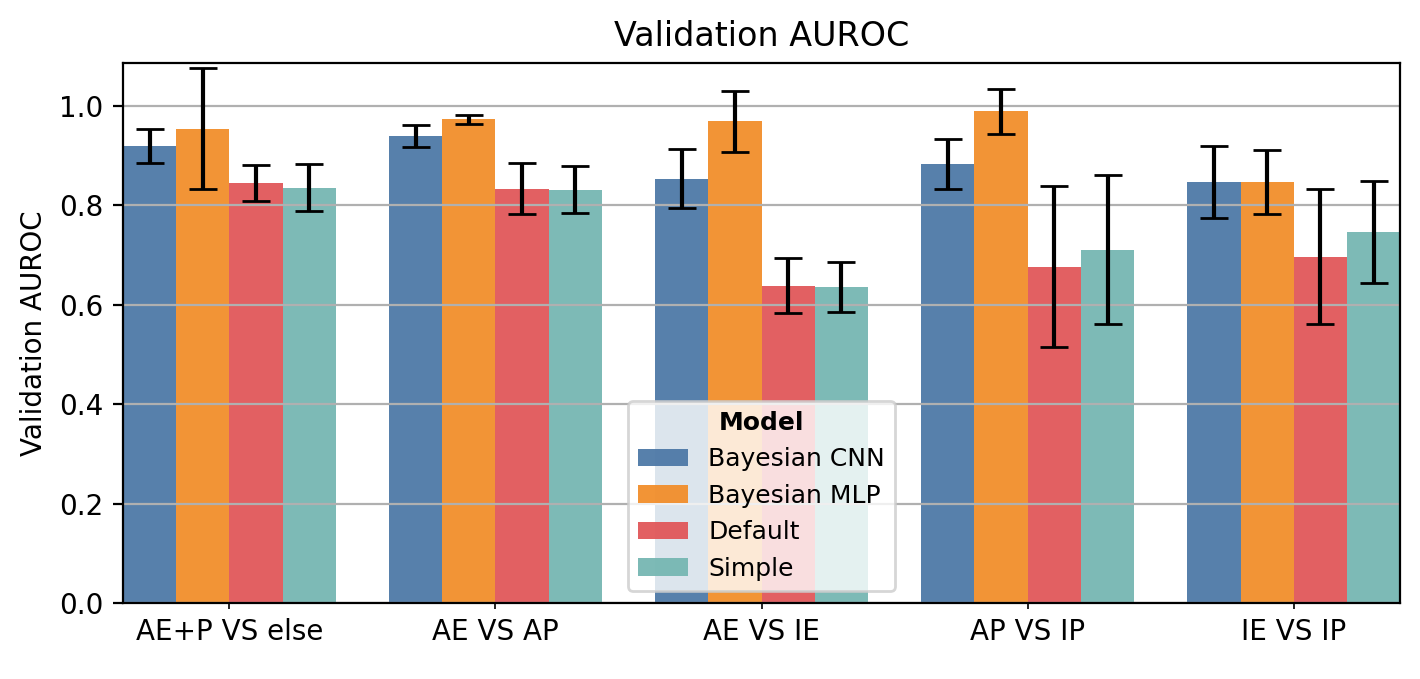 Validation AUROC
Validation AUROC
1.0
0.8
0.6
0.4
0.2
0.0
Model
Bayesian CNN
Bayesian MLP
Default
Simple
AE+P VS else
AE VS AP
AE VS IE
AP VS IP
IE VS IP